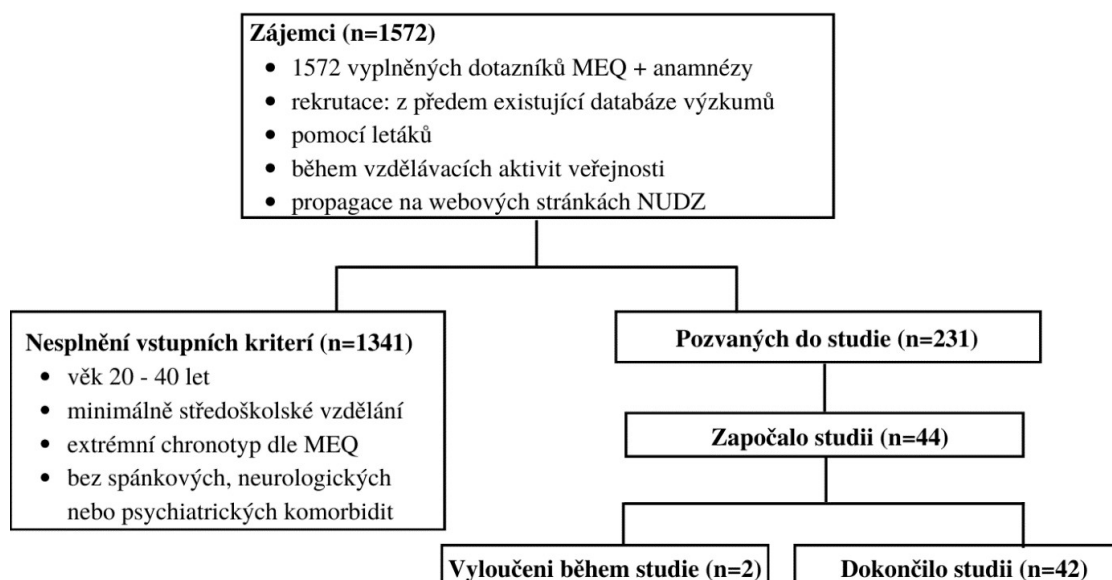 Zájemci (n=1572)
• 1572 vyplněných dotazníků MEQ + anamnézy
• rekrutace: z předem existující databáze výzkumů
• pomocí letáků
• během vzdělávacích aktivit veřejnosti
• propagace na webových stránkách NUDZ
Nesplnění vstupních kriterí (n=1341)
• věk 20 - 40 let
• minimálně středoškolské vzdělání
• extrémní chronotyp dle MEQ
• bez spánkových, neurologických
nebo psychiatrických komorbidit
Pozvaných do studie (n=231)
Započalo studii (n=44)
Vyloučeni během studie (n=2)
Dokončilo studii (n=42)